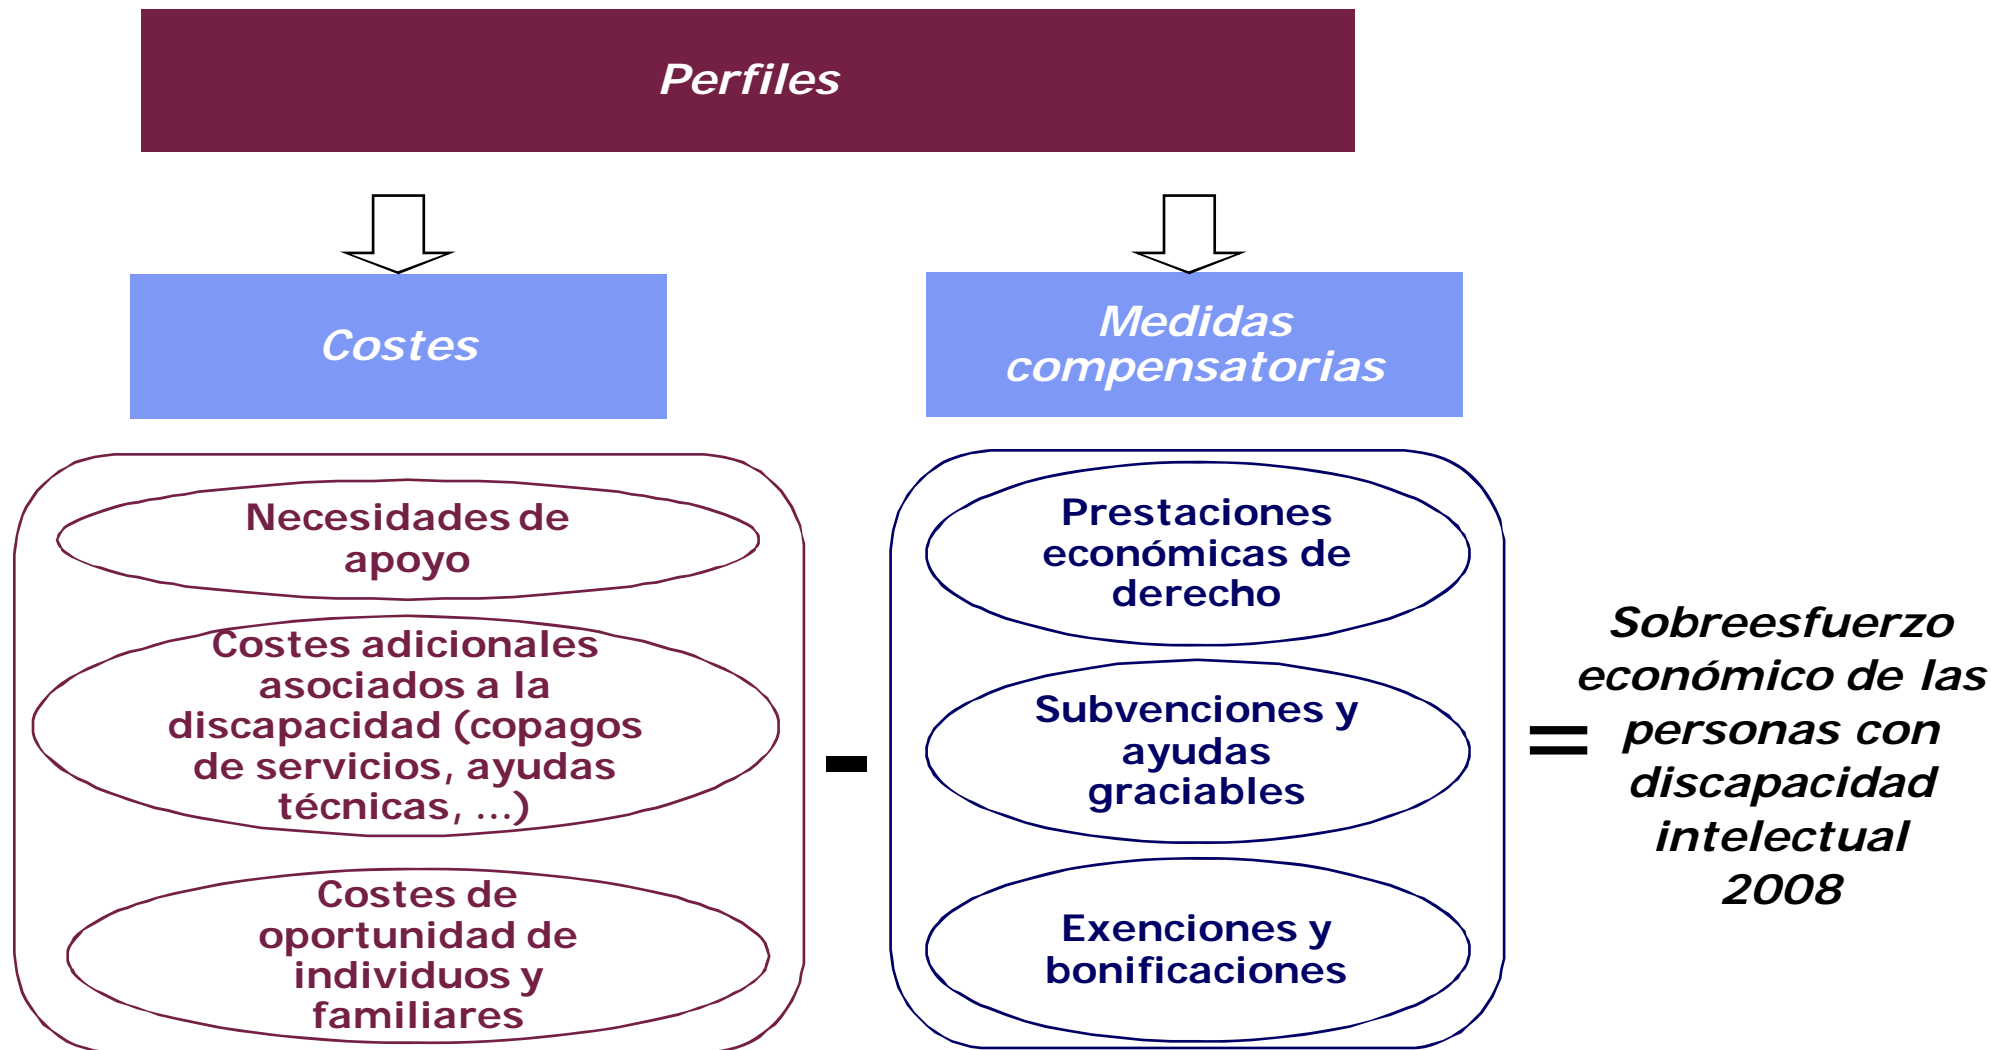 Perfiles
Costes
Medidas
compensatorias
Necesidades de
apoyo
Costes adicionales
asociados a la
discapacidad (copagos
de servicios, ayudas
técnicas, ...)
Costes de
oportunidad de
individuos y
familiares
-
Prestaciones
económicas de
derecho
Subvenciones y
ayudas
graciables
Exenciones y
bonificaciones
=
Sobreesfuerzo
económico de las
personas con
discapacidad
intelectual
2008